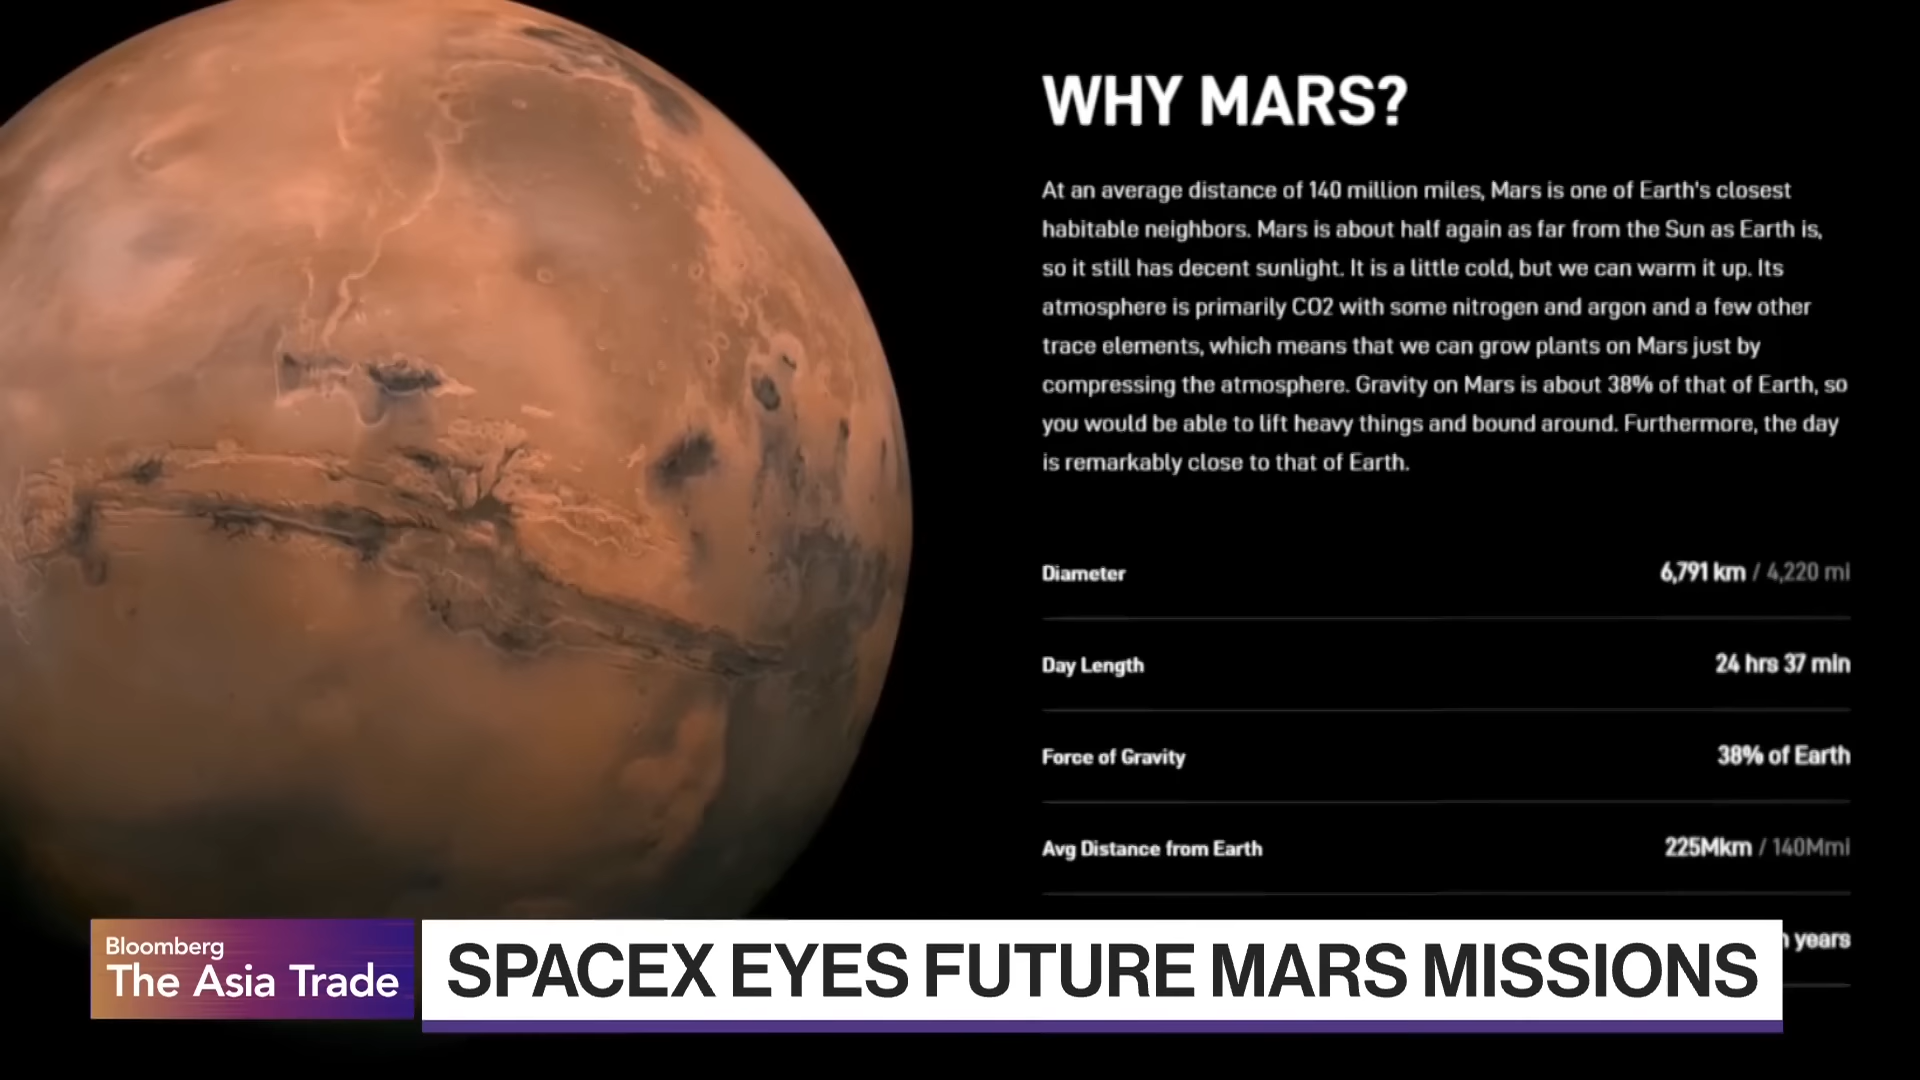 WHY MARS?
At an average distance of 140 million miles, Mars is one of Earth's closest
habitable neighbors. Mars is about half again as far from the Sun as Earth is,
so it still has decent sunlight. It is a little cold, but we can warm it up. Its
atmosphere is primarily CO2 with some nitrogen and argon and a few other
trace elements, which means that we can grow plants on Mars just by
compressing the atmosphere. Gravity on Mars is about 38% of that of Earth, so
you would be able to lift heavy things and bound around. Furthermore, the day
is remarkably close to that of Earth.
Diameter 6,791 km / 4,220 mi
Day Length 24 hrs 37 min
Force of Gravity 38% of Earth
Avg Distance from Earth 225Mkm / 140Mmi
years
Bloomberg
The Asia Trade
SPACEX EYES FUTURE MARS MISSIONS